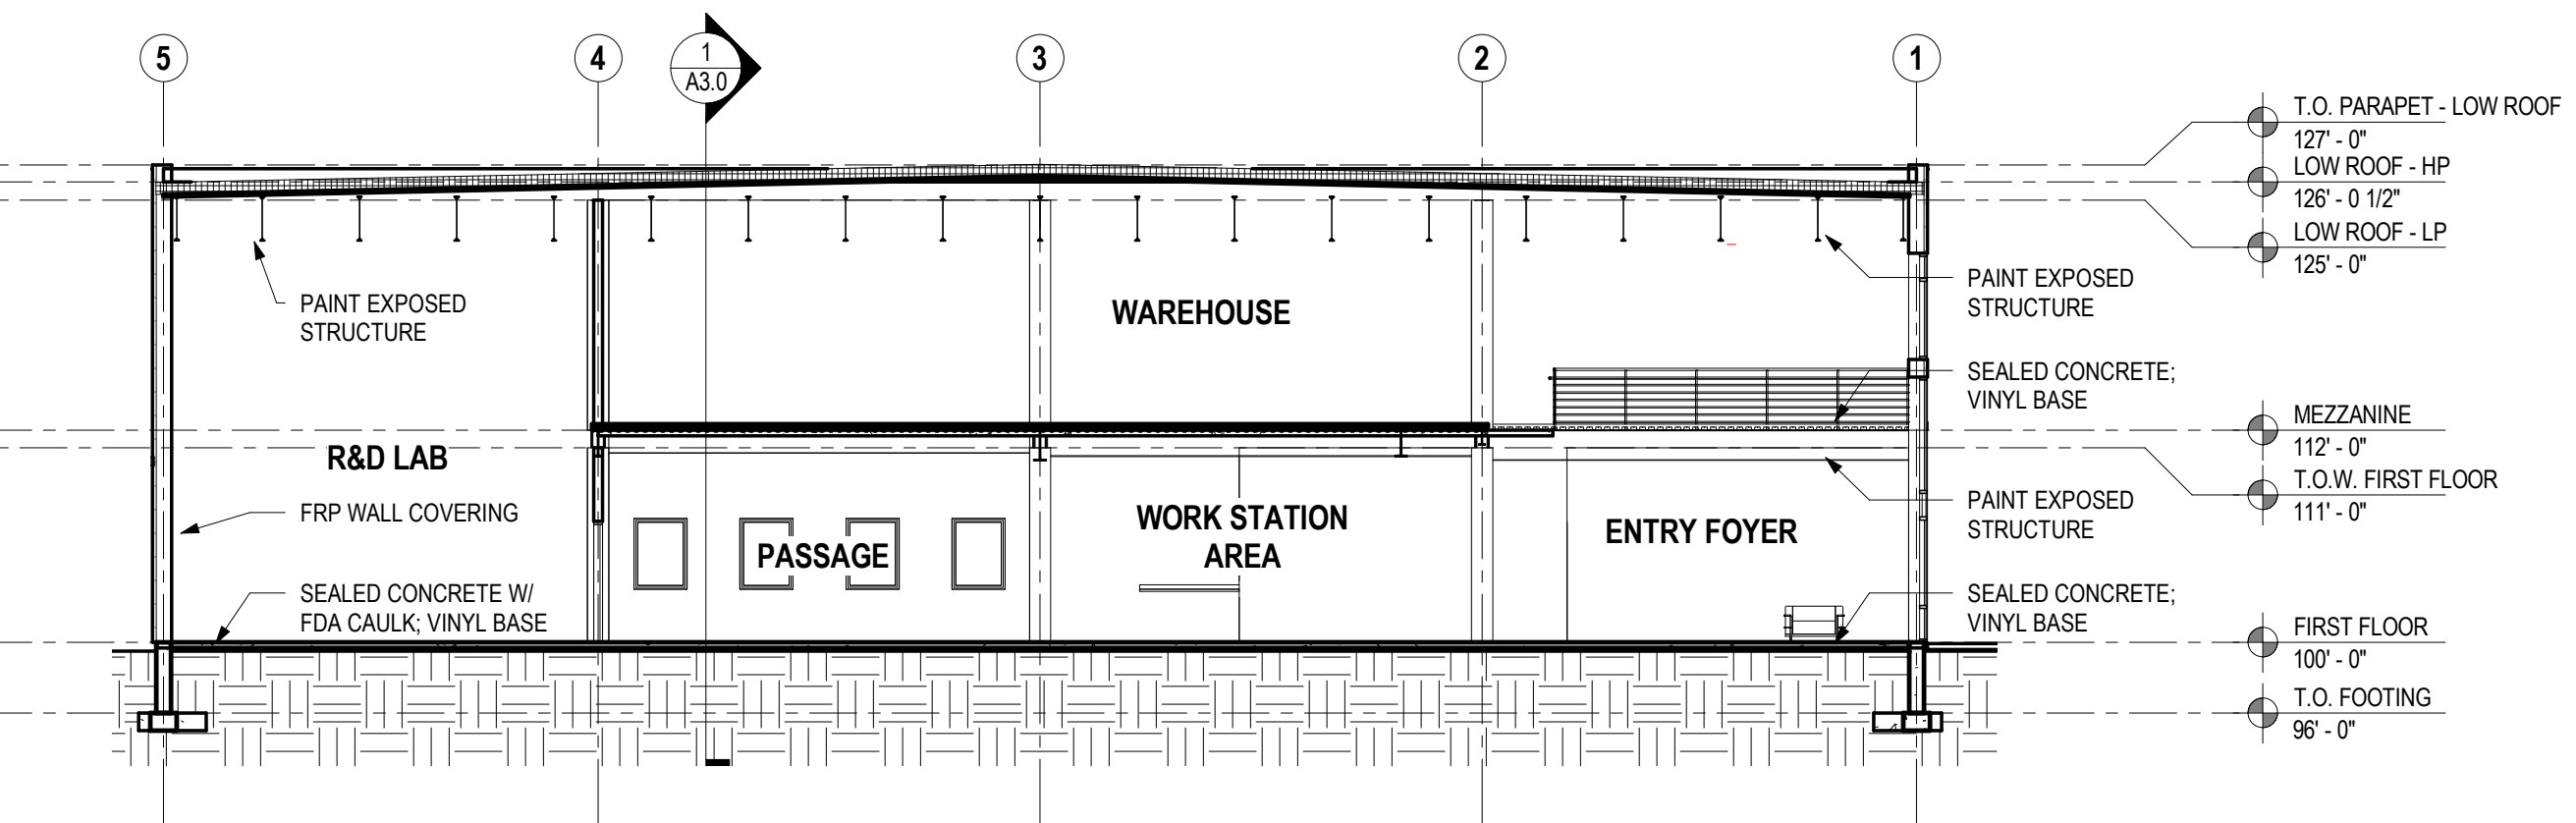 5
4
1
A3.0
3
2
1
T.O. PARAPET - LOW ROOF
127' - 0"
LOW ROOF - HP
126' - 0 1/2"
LOW ROOF - LP
125' - 0"
PAINT EXPOSED
STRUCTURE
WAREHOUSE
PAINT EXPOSED
STRUCTURE
SEALED CONCRETE;
VINYL BASE
MEZZANINE
112' - 0"
R&D LAB
T.O.W. FIRST FLOOR
111' - 0"
FRP WALL COVERING
PASSAGE
WORK STATION
AREA
ENTRY FOYER
PAINT EXPOSED
STRUCTURE
SEALED CONCRETE W/
FDA CAULK; VINYL BASE
SEALED CONCRETE;
VINYL BASE
FIRST FLOOR
100' - 0"
T.O. FOOTING
96' - 0"